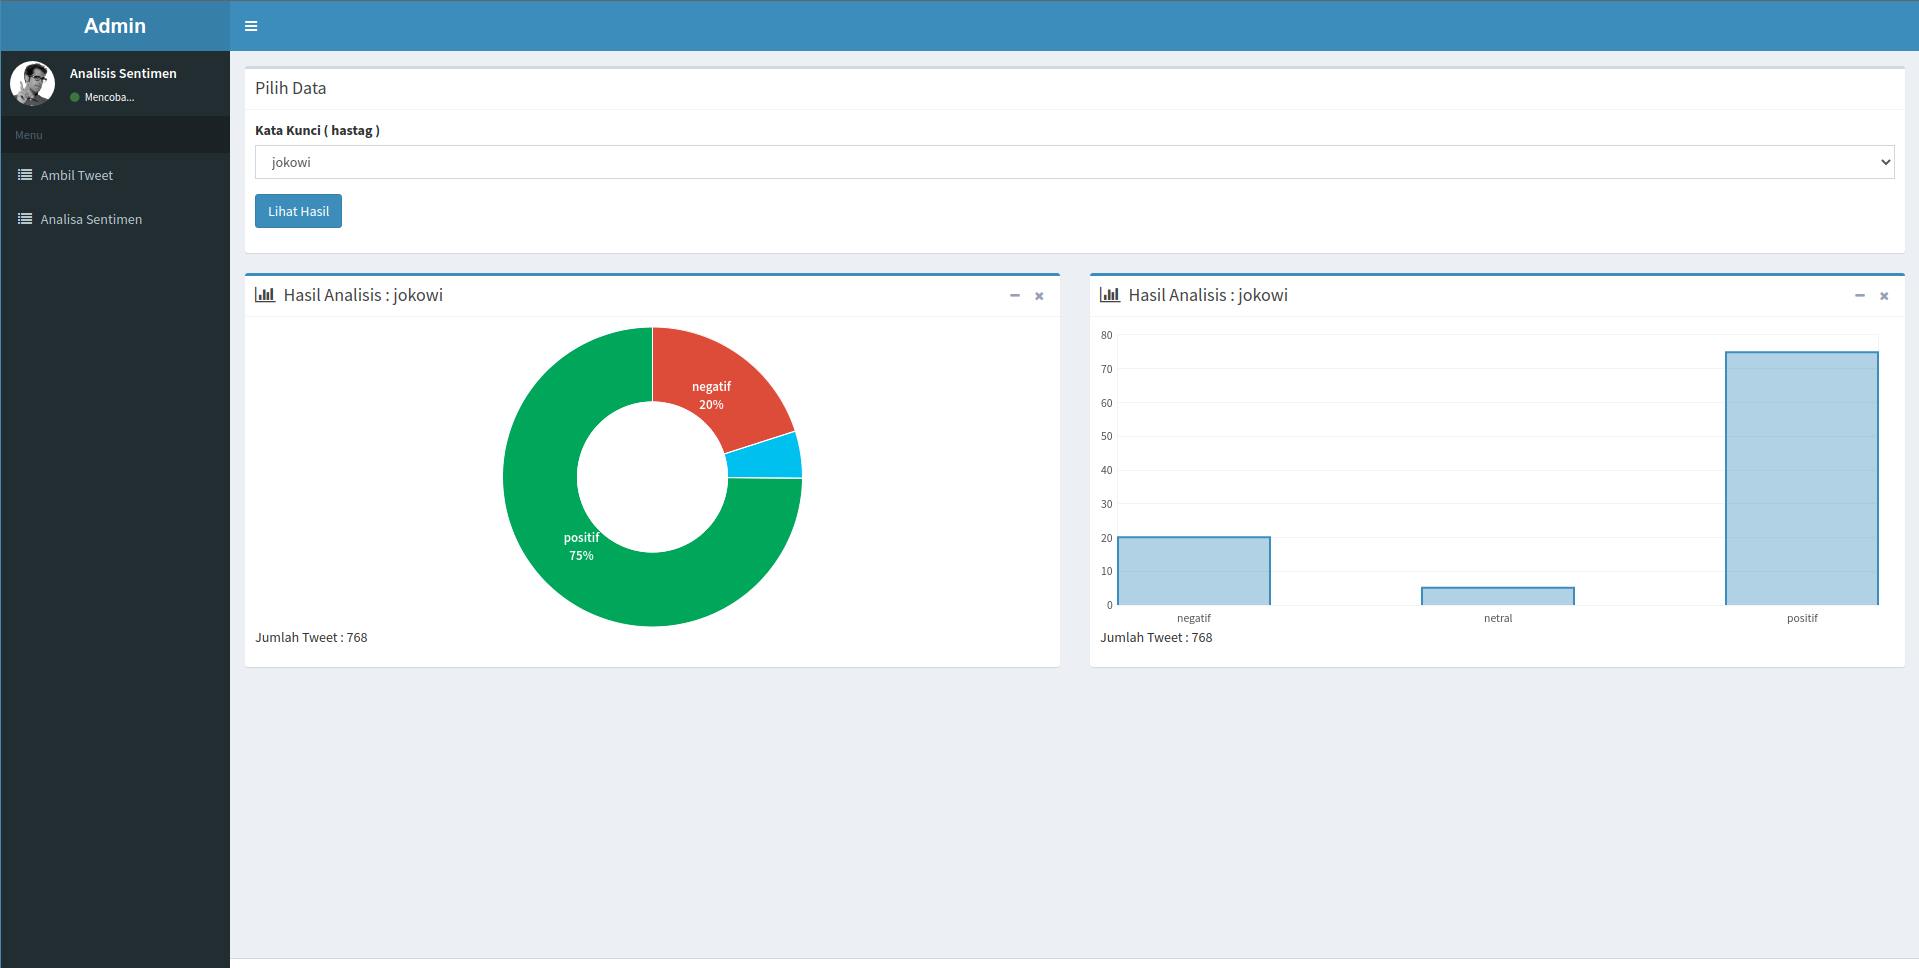 Admin
Analisis Sentimen
Mencoba...
Menu
Ambil Tweet
Analisa Sentimen
Pilih Data
Kata Kunci ( hastag )
jokowi
Lihat Hasil
Hasil Analisis : jokowi
negatif
20%
positif
75%
Jumlah Tweet : 768
Hasil Analisis : jokowi
80
70
60
50
40
30
20
10
0
negatif netral positif
Jumlah Tweet : 768